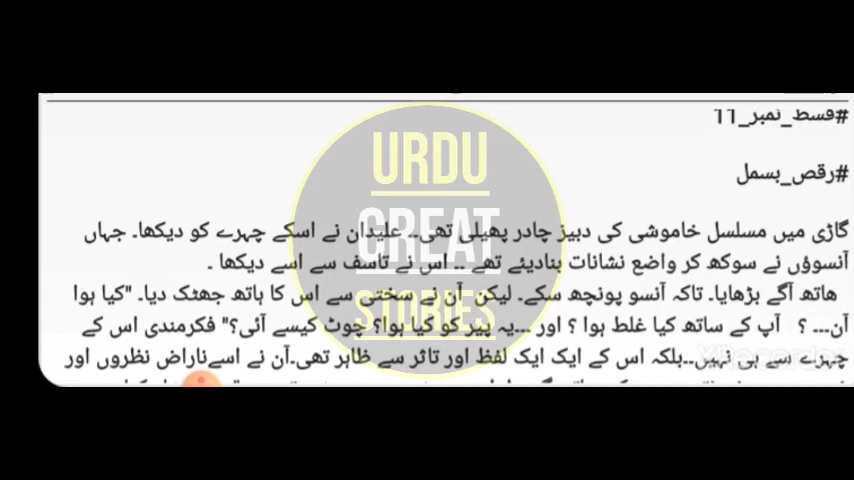 #قسط_نمبر_11
#رقص_بسمل
گاڑی میں مسلسل خاموشی کی دبیز چادر پھیلی تھی۔۔ علیدان نے اسکے چہرے کو دیکھا۔ جہاں
آنسوؤں نے سوکھ کر واضع نشانات بنادیئے تھے ۔۔ اس نے تاسف سے اسے دیکھا ۔
ھاتھ آگے بڑھایا۔ تاکہ آنسو پونچھ سکے۔ لیکن آن نے سختی سے اس کا ہاتھ جھٹک دیا۔ "کیا ہوا
آن۔۔۔ ؟ آپ کے ساتھ کیا غلط ہوا ؟ اور ۔۔۔یہ پیر کو کیا ہوا؟ چوٹ کیسے آئی؟" فکرمندی اس کے
چہرے سے ہی نہیں۔۔بلکہ اس کے ایک ایک لفظ اور تاثر سے ظاہر تھی۔آن نے اسےناراض نظروں اور
URDU
GREAT
STORIES
XRecorder